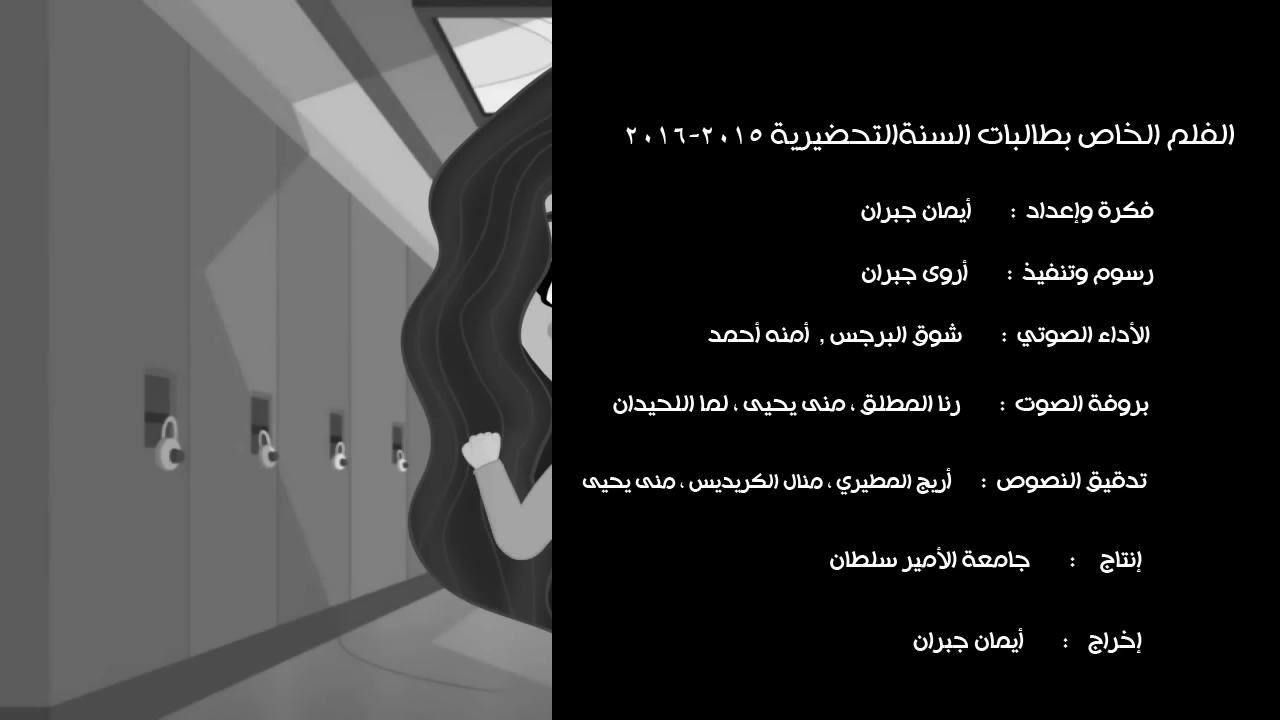 الفلم الخاص بطالبات السنةالتحضيرية ٢٠١٥-٢٠١٦
فكرة وإعداد : أيمان جبران
رسوم وتنفيذ : أروى جبران
الأداء الصوتي : شوق البرجس , أمنه أحمد
بروفة الصوت : رنا المطلق ، منى يحيى ، لما اللحيدان
تدقيق النصوص : أريج المطيري ، منال الكريديس ، منى يحيى
إنتاج : جامعة الأمير سلطان
إخراج : أيمان جبران